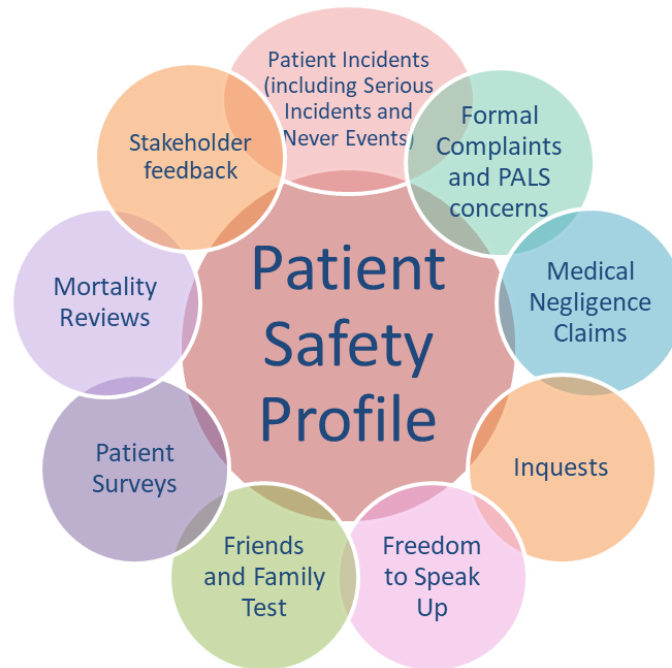 Patient Incidents
(including Serious
Incidents and
Never Events)
Formal
Complaints
and PALS
concerns
Medical
Negligence
Claims
Inquests
Freedom
to Speak
Up
Friends
and Family
Test
Patient
Surveys
Mortality
Reviews
Stakeholder
feedback
Patient
Safety
Profile